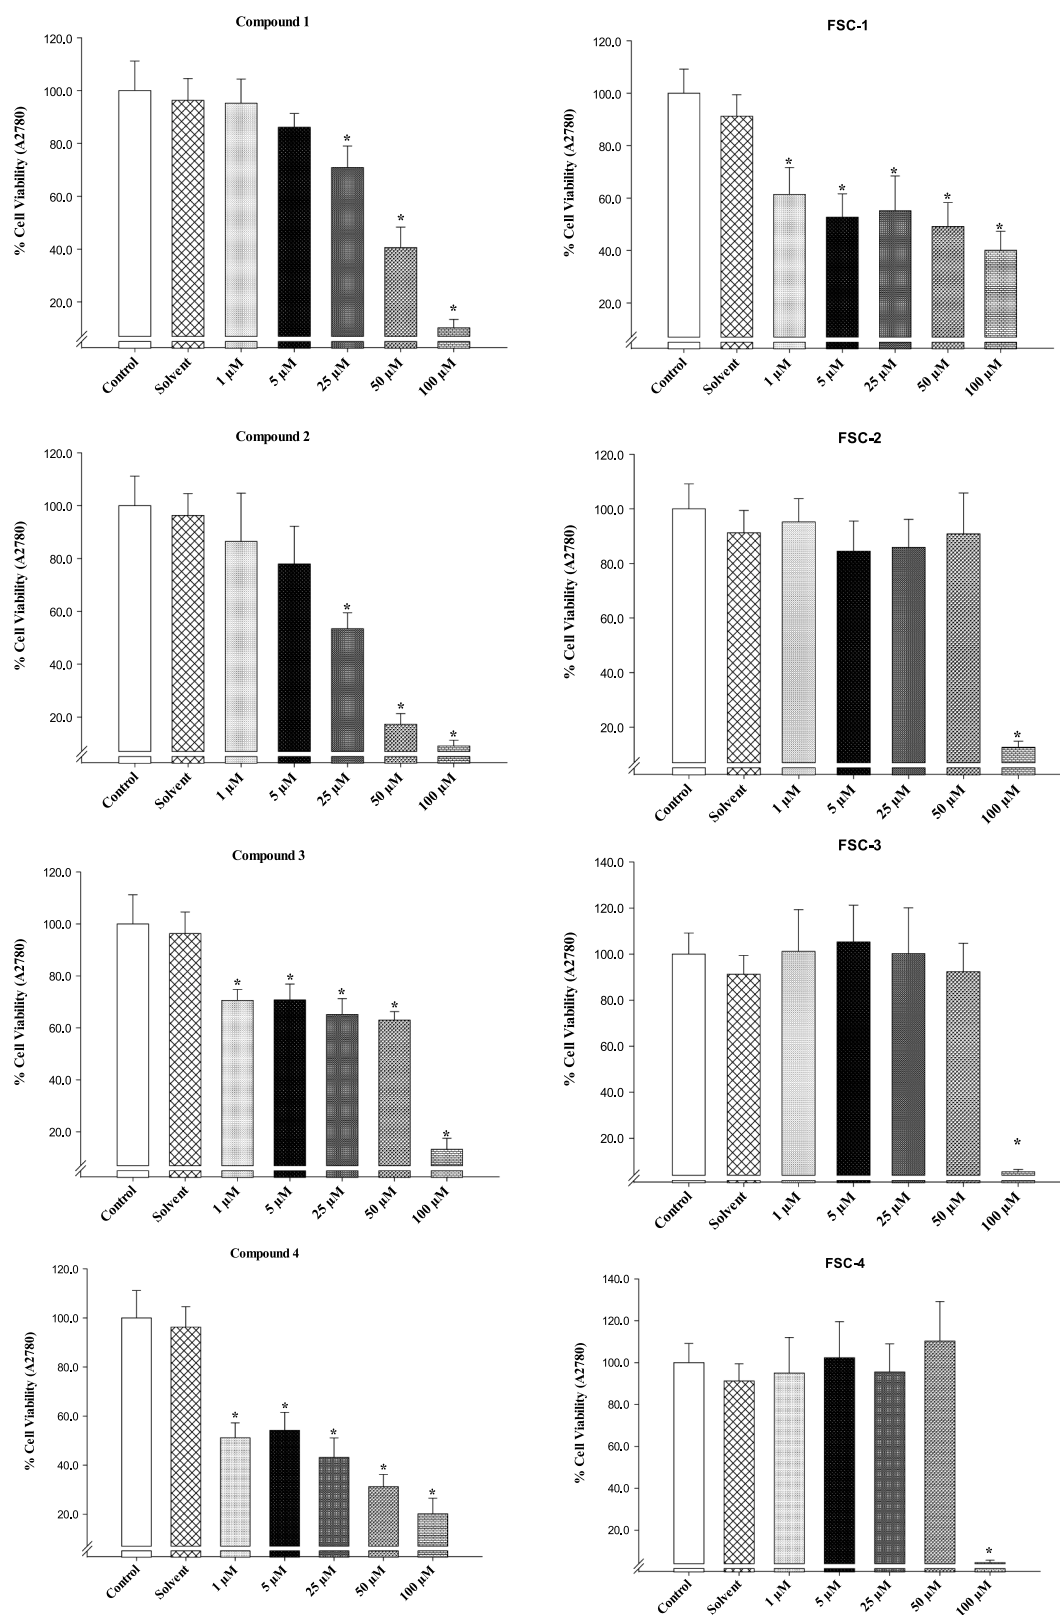 Compound 1
% Cell Viability (A2780)
120.0
100.0
80.0
60.0
40.0
20.0
*
*
*
Control
Solvent
1 µM
5 µM
25 µM
50 µM
100 µM
FSC-1
% Cell Viability (A2780)
120.0
100.0
80.0
60.0
40.0
20.0
*
*
*
*
*
Control
Solvent
1 µM
5 µM
25 µM
50 µM
100 µM
Compound 2
% Cell Viability (A2780)
120.0
100.0
80.0
60.0
40.0
20.0
*
*
*
Control
Solvent
1 µM
5 µM
25 µM
50 µM
100 µM
FSC-2
% Cell Viability (A2780)
120.0
100.0
80.0
60.0
40.0
20.0
*
Control
Solvent
1 µM
5 µM
25 µM
50 µM
100 µM
Compound 3
% Cell Viability (A2780)
120.0
100.0
80.0
60.0
40.0
20.0
*
*
*
*
*
Control
Solvent
1 µM
5 µM
25 µM
50 µM
100 µM
FSC-3
% Cell Viability (A2780)
140.0
120.0
100.0
80.0
60.0
40.0
20.0
*
Control
Solvent
1 µM
5 µM
25 µM
50 µM
100 µM
Compound 4
% Cell Viability (A2780)
120.0
100.0
80.0
60.0
40.0
20.0
*
*
*
*
*
Control
Solvent
1 µM
5 µM
25 µM
50 µM
100 µM
FSC-4
% Cell Viability (A2780)
140.0
120.0
100.0
80.0
60.0
40.0
20.0
*
Control
Solvent
1 µM
5 µM
25 µM
50 µM
100 µM